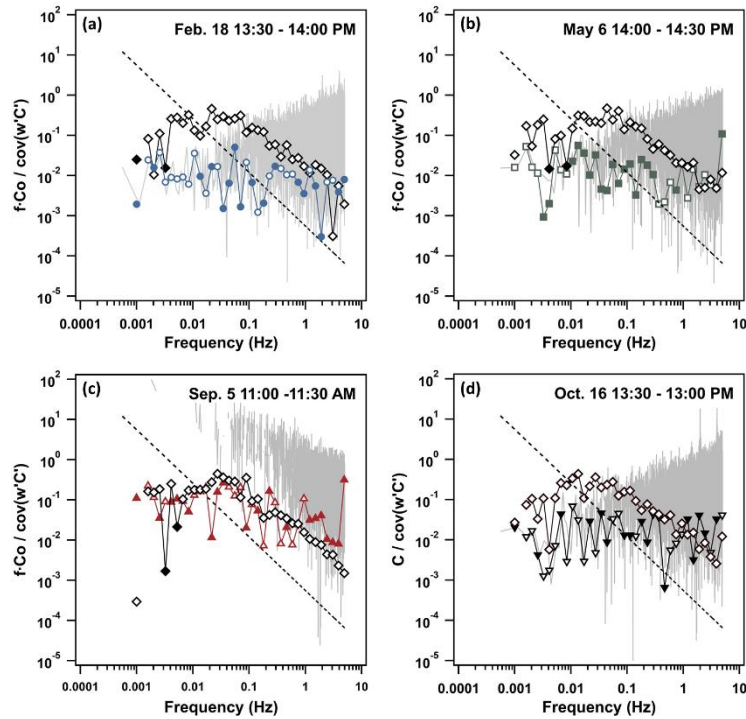 (a) Feb. 18 13:30 - 14:00 PM
f·Co / cov(w'C')
10^2
10^1
10^0
10^-1
10^-2
10^-3
10^-4
10^-5
0.0001 0.001 0.01 0.1 1 10
Frequency (Hz)
(b) May 6 14:00 - 14:30 PM
f·Co / cov(w'C')
10^2
10^1
10^0
10^-1
10^-2
10^-3
10^-4
10^-5
0.0001 0.001 0.01 0.1 1 10
Frequency (Hz)
(c) Sep. 5 11:00 -11:30 AM
f·Co / cov(w'C')
10^2
10^1
10^0
10^-1
10^-2
10^-3
10^-4
10^-5
0.0001 0.001 0.01 0.1 1 10
Frequency (Hz)
(d) Oct. 16 13:30 - 13:00 PM
C / cov(w'C')
10^2
10^1
10^0
10^-1
10^-2
10^-3
10^-4
10^-5
0.0001 0.001 0.01 0.1 1 10
Frequency (Hz)